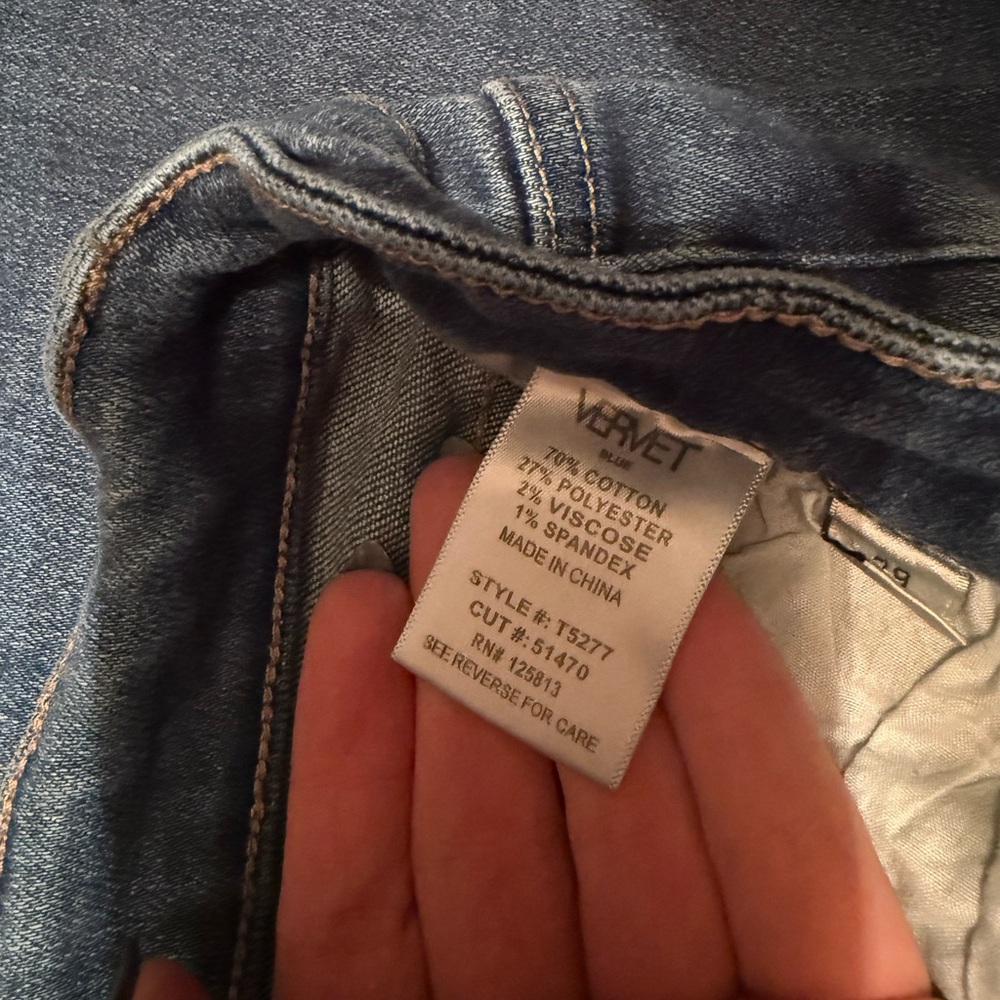 VERVET
BLUE
70% COTTON
27% POLYESTER
2% VISCOSE
1% SPANDEX
MADE IN CHINA
STYLE #: T5277
CUT #: 51470
RN# 125813
SEE REVERSE FOR CARE
29